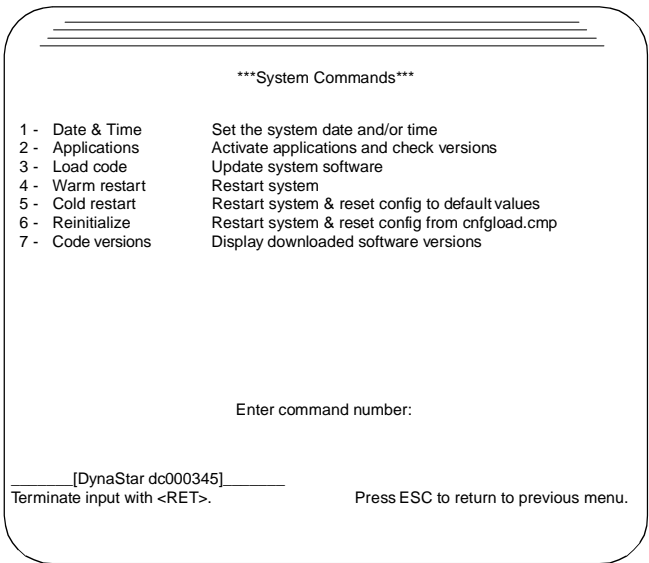 ***System Commands***
1 - Date & Time Set the system date and/or time
2 - Applications Activate applications and check versions
3 - Load code Update system software
4 - Warm restart Restart system
5 - Cold restart Restart system & reset config to default values
6 - Reinitialize Restart system & reset config from cnfgload.cmp
7 - Code versions Display downloaded software versions
Enter command number:
_______[DynaStar dc000345]_______
Terminate input with <RET>. Press ESC to return to previous menu.